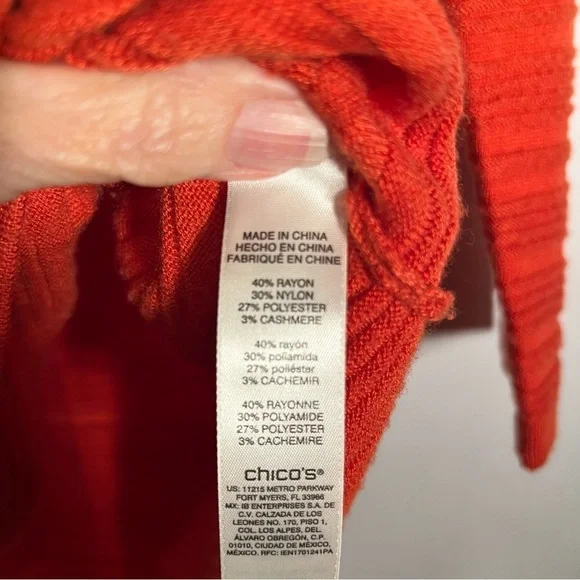 MADE IN CHINA
HECHO EN CHINA
FABRIQUÉ EN CHINE
40% RAYON
30% NYLON
27% POLYESTER
3% CASHMERE
40% rayón
30% poliamida
27% poliéster
3% CACHEMIR
40% RAYONNE
30% POLYAMIDE
27% POLYESTER
3% CACHEMIRE
chico's®
US: 11215 METRO PARKWAY
FORT MYERS, FL 33966
MX: IB ENTERPRISES S.A. DE
C.V. CALZADA DE LOS
LEONES NO. 170, PISO 1,
COL. LOS ALPES, DEL.
ÁLVARO OBREGÓN, C.P.
01010, CIUDAD DE MÉXICO,
MÉXICO. RFC: IEN1701241PA